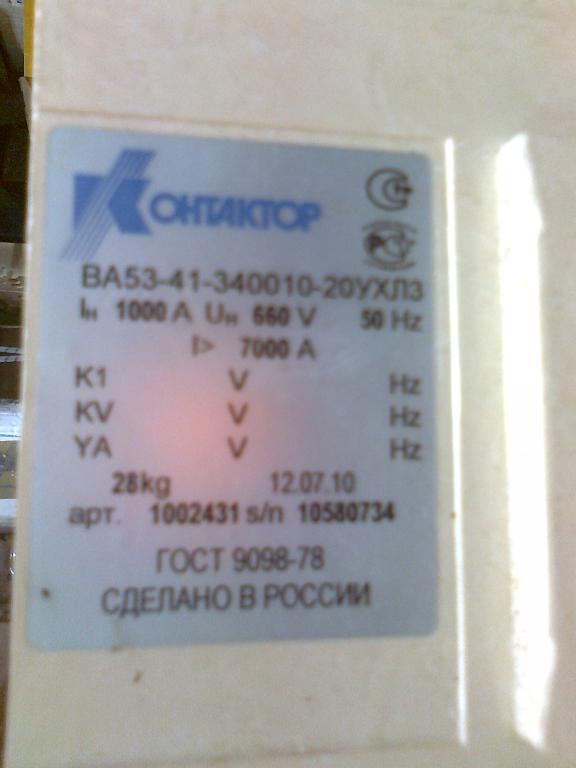 КОНТАКТОР
ВА53-41-340010-20УХЛ3
Iн 1000 А Uн 660 V 50 Hz
I> 7000 А
К1 V Hz
KV V Hz
YA V Hz
28kg 12.07.10
арт. 1002431 s/n 10580734
ГОСТ 9098-78
СДЕЛАНО В РОССИИ